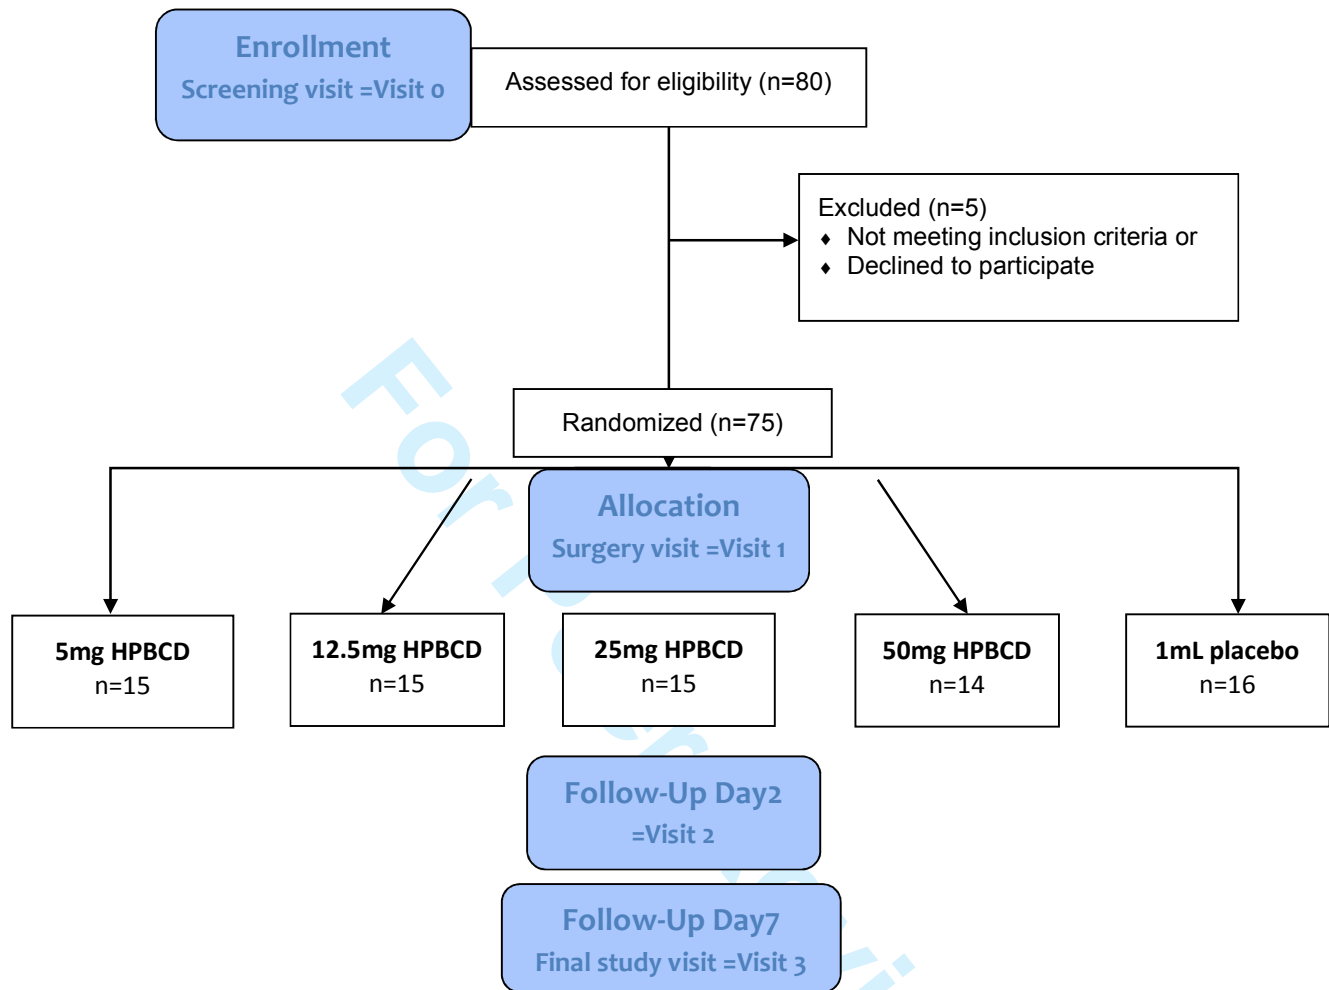 Enrollment
Screening visit =Visit 0
Assessed for eligibility (n=80)
Excluded (n=5)
♦ Not meeting inclusion criteria or
♦ Declined to participate
Randomized (n=75)
Allocation
Surgery visit =Visit 1
5mg HPBCD
n=15
12.5mg HPBCD
n=15
25mg HPBCD
n=15
50mg HPBCD
n=14
1mL placebo
n=16
Follow-Up Day2
=Visit 2
Follow-Up Day7
Final study visit =Visit 3
For